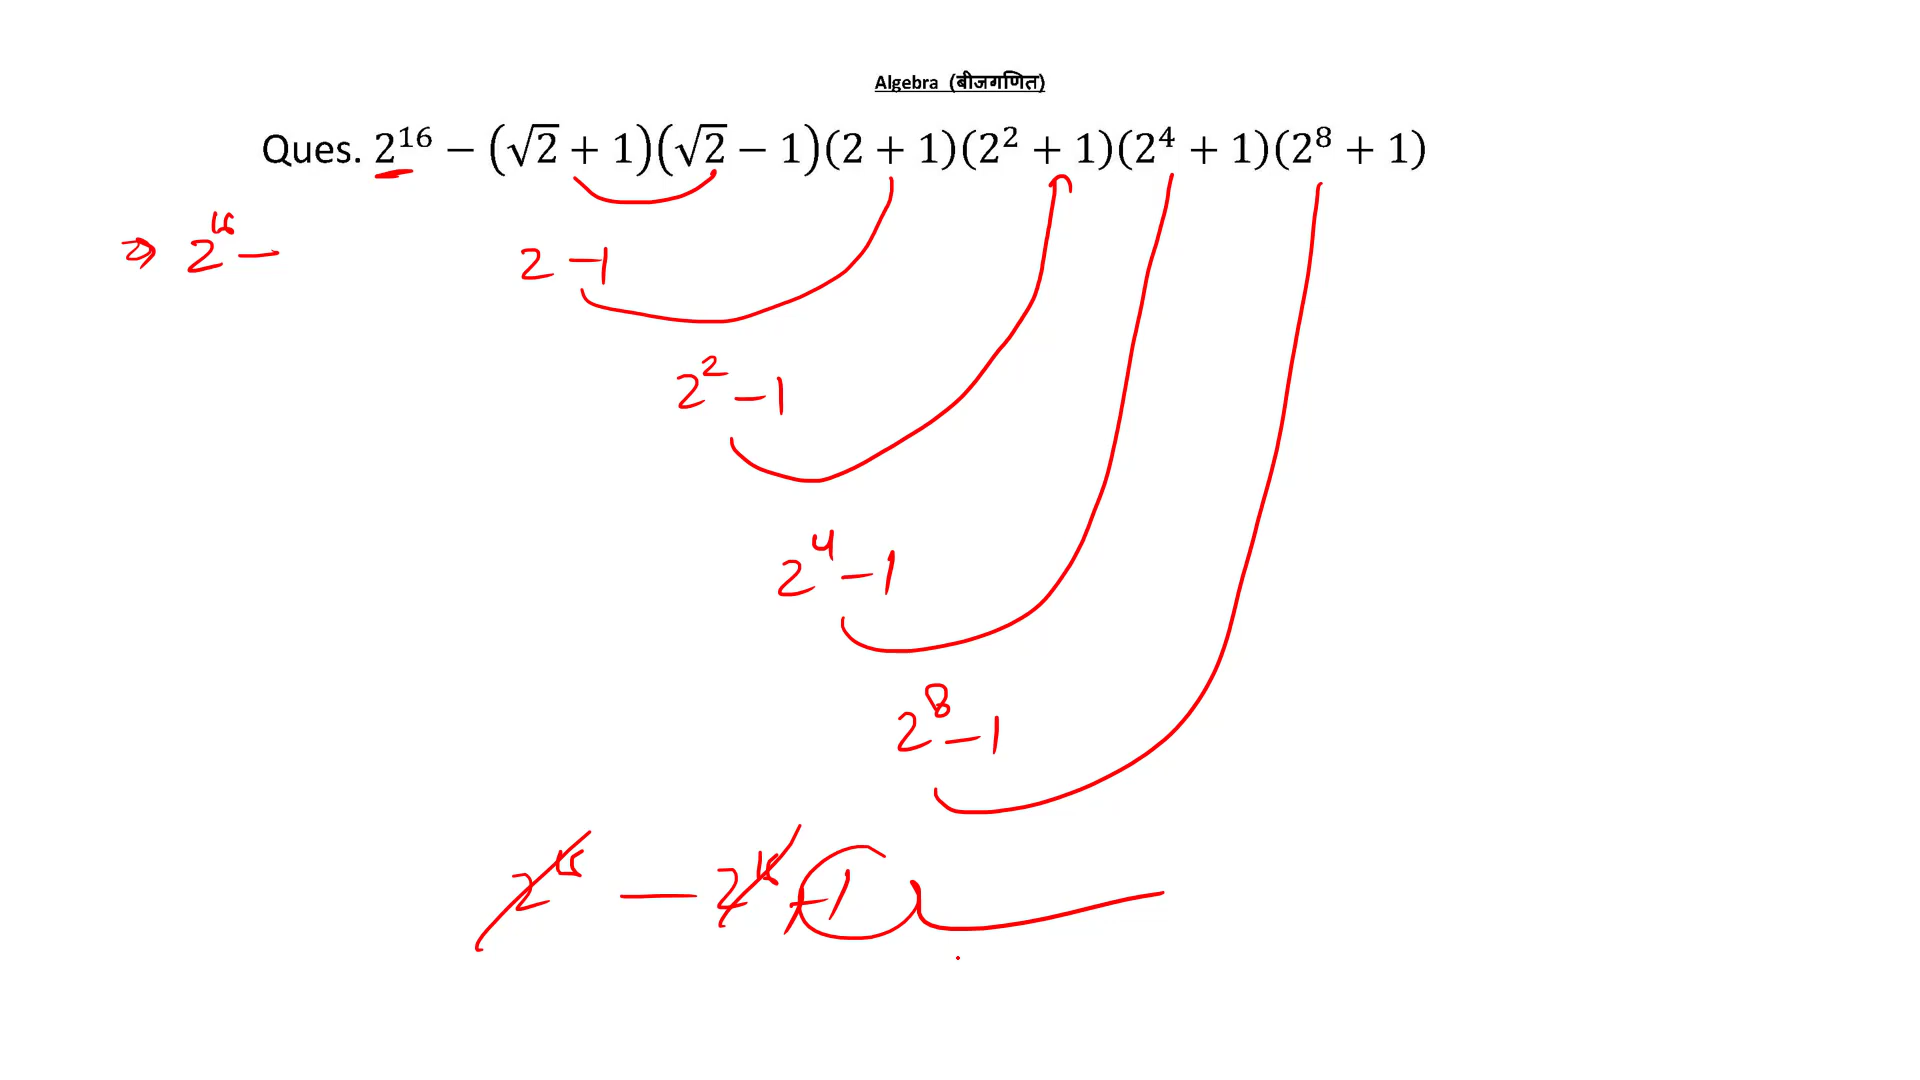 Algebra (बीजगणित)
Ques. 2¹⁶ − (√2 + 1)(√2 − 1)(2 + 1)(2² + 1)(2⁴ + 1)(2⁸ + 1)
⇒ 2¹⁶ −
2 − 1
2² − 1
2⁴ − 1
2⁸ − 1
2¹⁶ − 2¹⁶ + 1